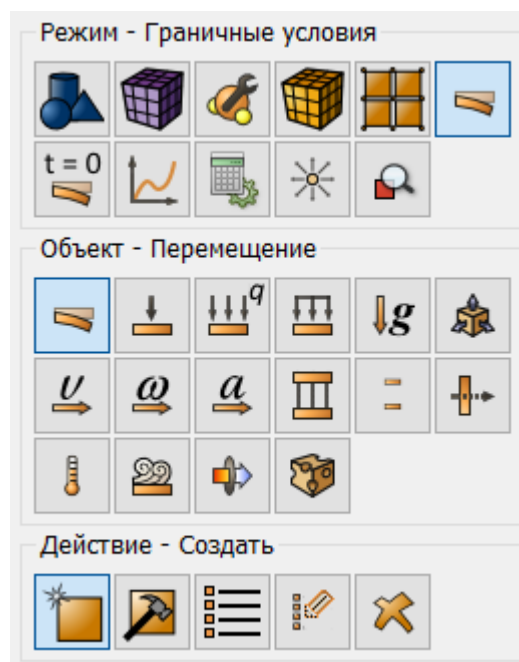 Режим - Граничные условия
t = 0
Объект - Перемещение
q
g
υ ω a
Действие - Создать